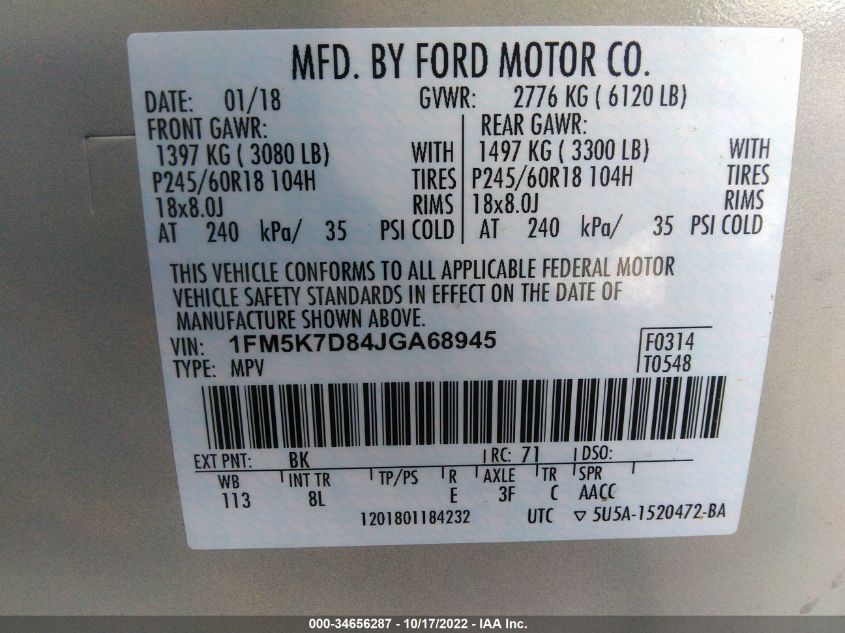 MFD. BY FORD MOTOR CO.
DATE: 01/18 GVWR: 2776 KG ( 6120 LB)
FRONT GAWR: REAR GAWR:
1397 KG ( 3080 LB) WITH 1497 KG ( 3300 LB) WITH
P245/60R18 104H TIRES P245/60R18 104H TIRES
18x8.0J RIMS 18x8.0J RIMS
AT 240 kPa/ 35 PSI COLD AT 240 kPa/ 35 PSI COLD
THIS VEHICLE CONFORMS TO ALL APPLICABLE FEDERAL MOTOR
VEHICLE SAFETY STANDARDS IN EFFECT ON THE DATE OF
MANUFACTURE SHOWN ABOVE.
VIN: 1FM5K7D84JGA68945 F0314
TYPE: MPV T0548
EXT PNT: BK RC: 71 DSO:
WB INT TR TP/PS R AXLE TR SPR
113 8L E 3F C AACC
1201801184232 UTC ▽ 5U5A-1520472-BA
000-34656287 - 10/17/2022 - IAA Inc.